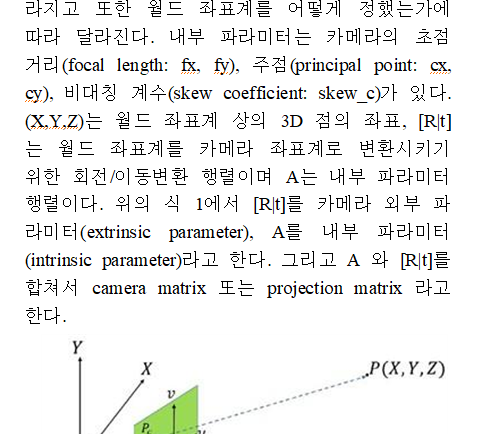 라지고 또한 월드 좌표계를 어떻게 정했는가에
따라 달라진다. 내부 파라미터는 카메라의 초점
거리(focal length: fx, fy), 주점(principal point: cx,
cy), 비대칭 계수(skew coefficient: skew_c)가 있다.
(X,Y,Z)는 월드 좌표계 상의 3D 점의 좌표, [R|t]
는 월드 좌표계를 카메라 좌표계로 변환시키기
위한 회전/이동변환 행렬이며 A는 내부 파라미터
행렬이다. 위의 식 1에서 [R|t]를 카메라 외부 파
라미터(extrinsic parameter), A를 내부 파라미터
(intrinsic parameter)라고 한다. 그리고 A 와 [R|t]를
합쳐서 camera matrix 또는 projection matrix 라고
한다.
Y
X
P(X,Y,Z)
v